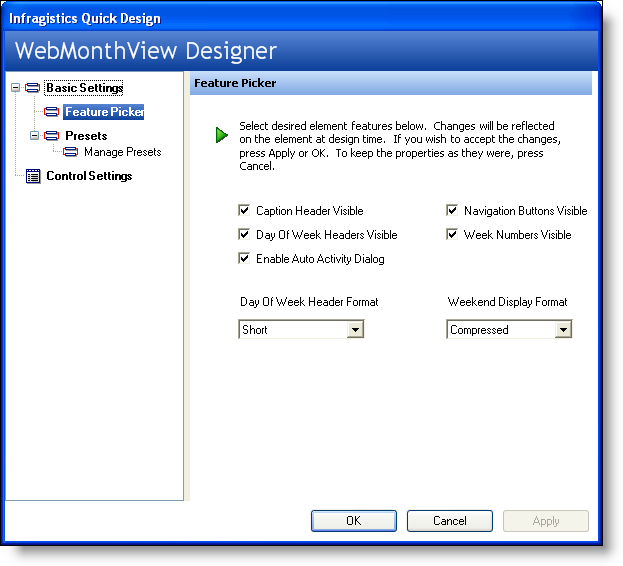 Infragistics Quick Design
WebMonthView Designer
Basic Settings
Feature Picker
Presets
Manage Presets
Control Settings
Feature Picker
Select desired element features below. Changes will be reflected
on the element at design time. If you wish to accept the changes,
press Apply or OK. To keep the properties as they were, press
Cancel.
Caption Header Visible
Navigation Buttons Visible
Day Of Week Headers Visible
Week Numbers Visible
Enable Auto Activity Dialog
Day Of Week Header Format
Weekend Display Format
Short
Compressed
OK
Cancel
Apply